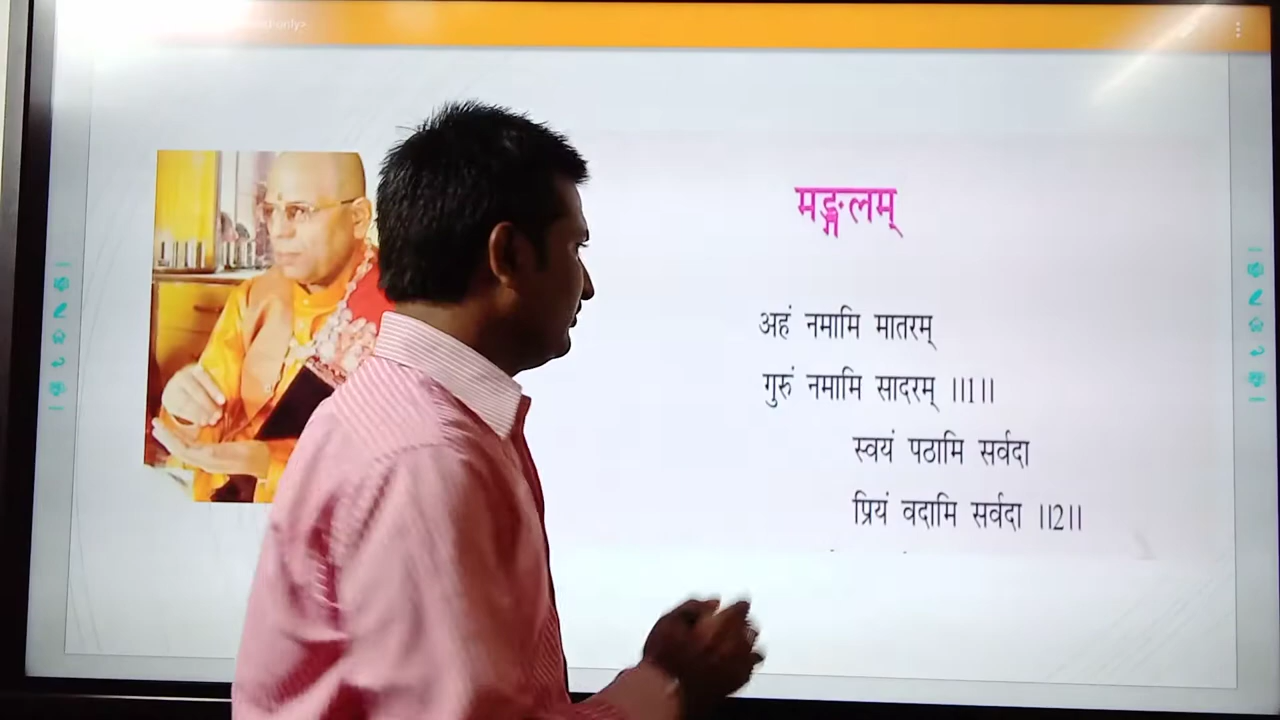 मङ्गलम्
अहं नमामि मातरम्
गुरुं नमामि सादरम् ।।1।।
स्वयं पठामि सर्वदा
प्रियं वदामि सर्वदा ।।2।।